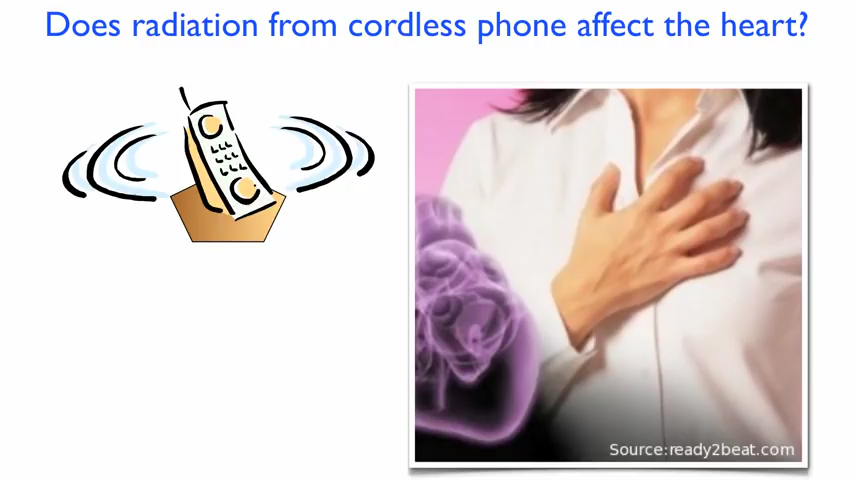 Does radiation from cordless phone affect the heart?
Source:ready2beat.com